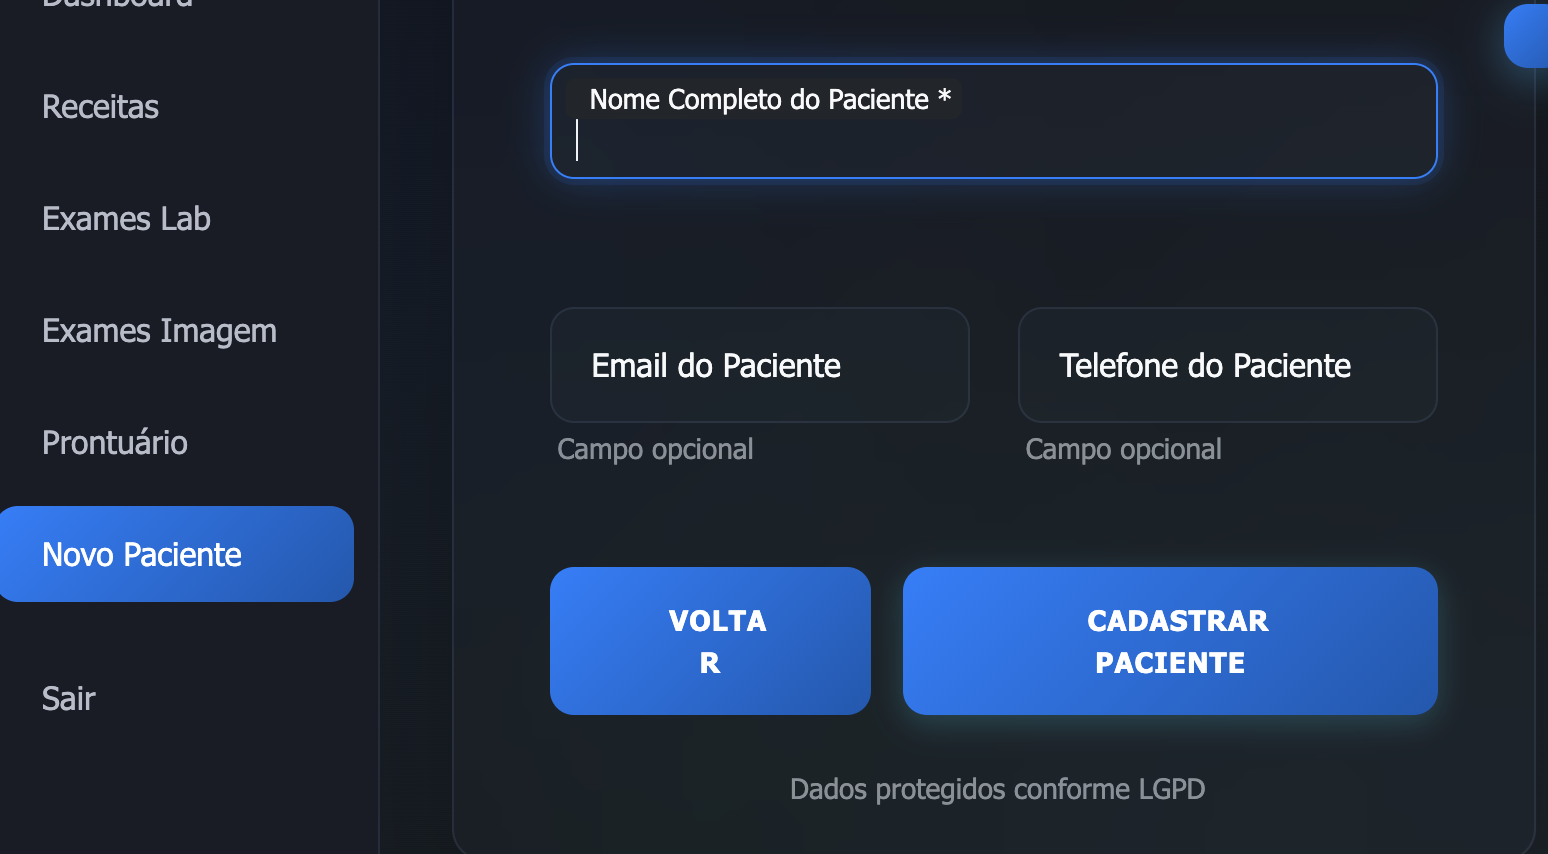 Dashboard
Receitas
Exames Lab
Exames Imagem
Prontuário
Novo Paciente
Sair
Nome Completo do Paciente *
Email do Paciente
Campo opcional
Telefone do Paciente
Campo opcional
VOLTA
R
CADASTRAR
PACIENTE
Dados protegidos conforme LGPD